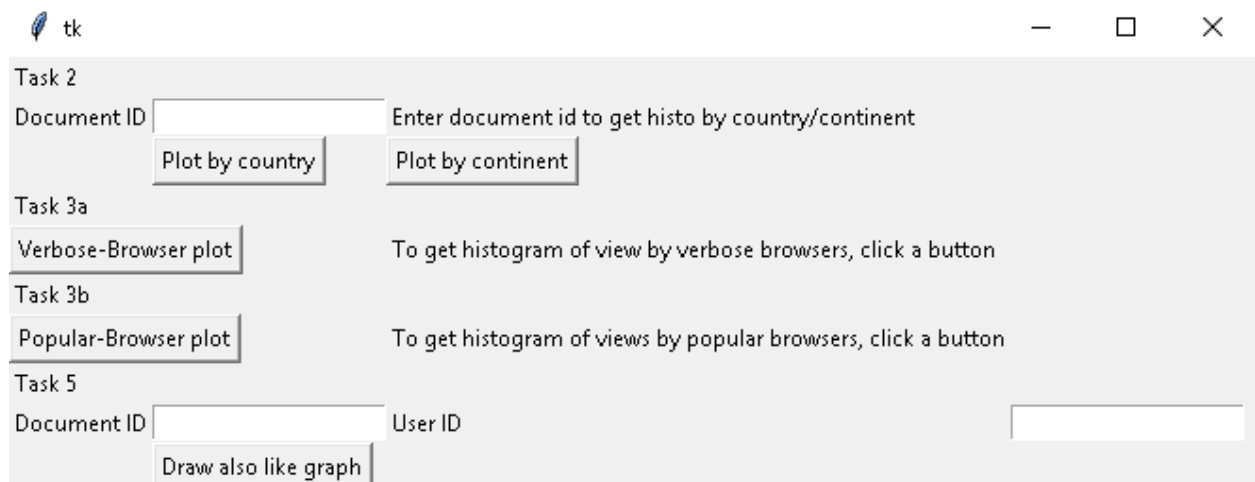 tk
Task 2
Document ID Enter document id to get histo by country/continent
Plot by country Plot by continent
Task 3a
Verbose-Browser plot To get histogram of view by verbose browsers, click a button
Task 3b
Popular-Browser plot To get histogram of views by popular browsers, click a button
Task 5
Document ID User ID
Draw also like graph